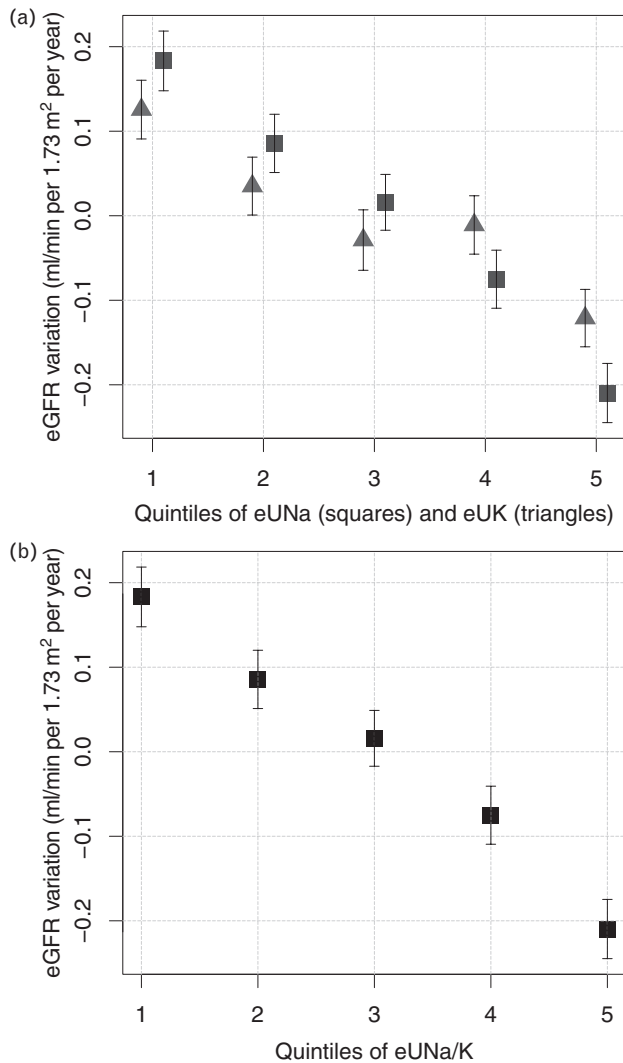 (a)
eGFR variation (ml/min per 1.73 m² per year)
0.2
0.1
0.0
−0.1
−0.2
1 2 3 4 5
Quintiles of eUNa (squares) and eUK (triangles)
(b)
eGFR variation (ml/min per 1.73 m² per year)
0.2
0.1
0.0
−0.1
−0.2
1 2 3 4 5
Quintiles of eUNa/K